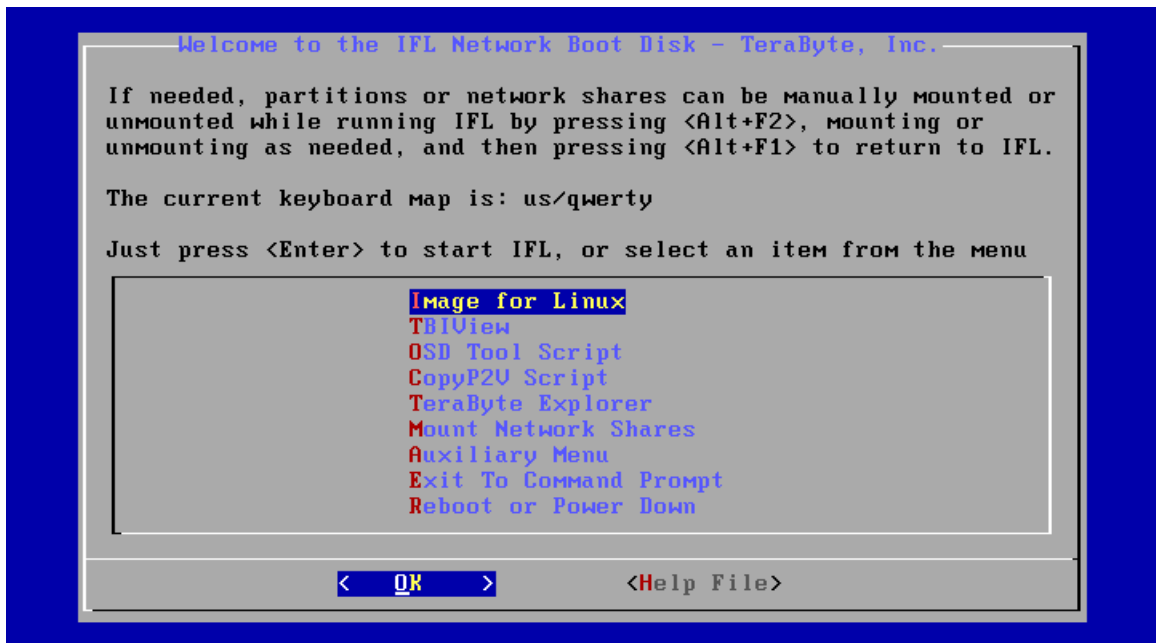 Welcome to the IFL Network Boot Disk - TeraByte, Inc.
If needed, partitions or network shares can be manually mounted or
unmounted while running IFL by pressing <Alt+F2>, mounting or
unmounting as needed, and then pressing <Alt+F1> to return to IFL.
The current keyboard map is: us/qwerty
Just press <Enter> to start IFL, or select an item from the menu
Image for Linux
TBIView
OSD Tool Script
CopyP2V Script
TeraByte Explorer
Mount Network Shares
Auxiliary Menu
Exit To Command Prompt
Reboot or Power Down
< OK > <Help File>